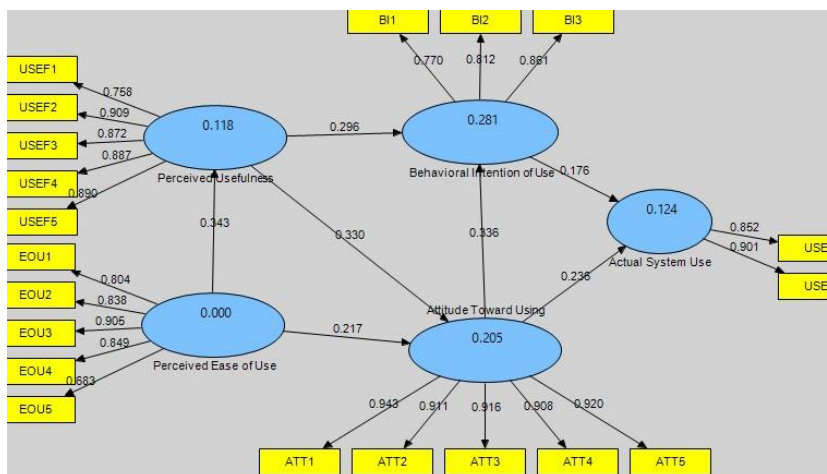 BI1 BI2 BI3
0.770 0.812 0.861
USEF1
0.758
USEF2
0.909
USEF3
0.872
USEF4
0.887
USEF5
0.890
0.118
Perceived Usefulness
0.296
0.281
Behavioral Intention of Use
0.176
0.343
0.330
0.336
0.124
Actual System Use
0.852
USE
0.901
USE
0.236
EOU1
0.804
EOU2
0.838
EOU3
0.905
EOU4
0.849
EOU5
0.683
0.000
Perceived Ease of Use
0.217
Attitude Toward Using
0.205
0.943 0.911 0.916 0.908 0.920
ATT1 ATT2 ATT3 ATT4 ATT5